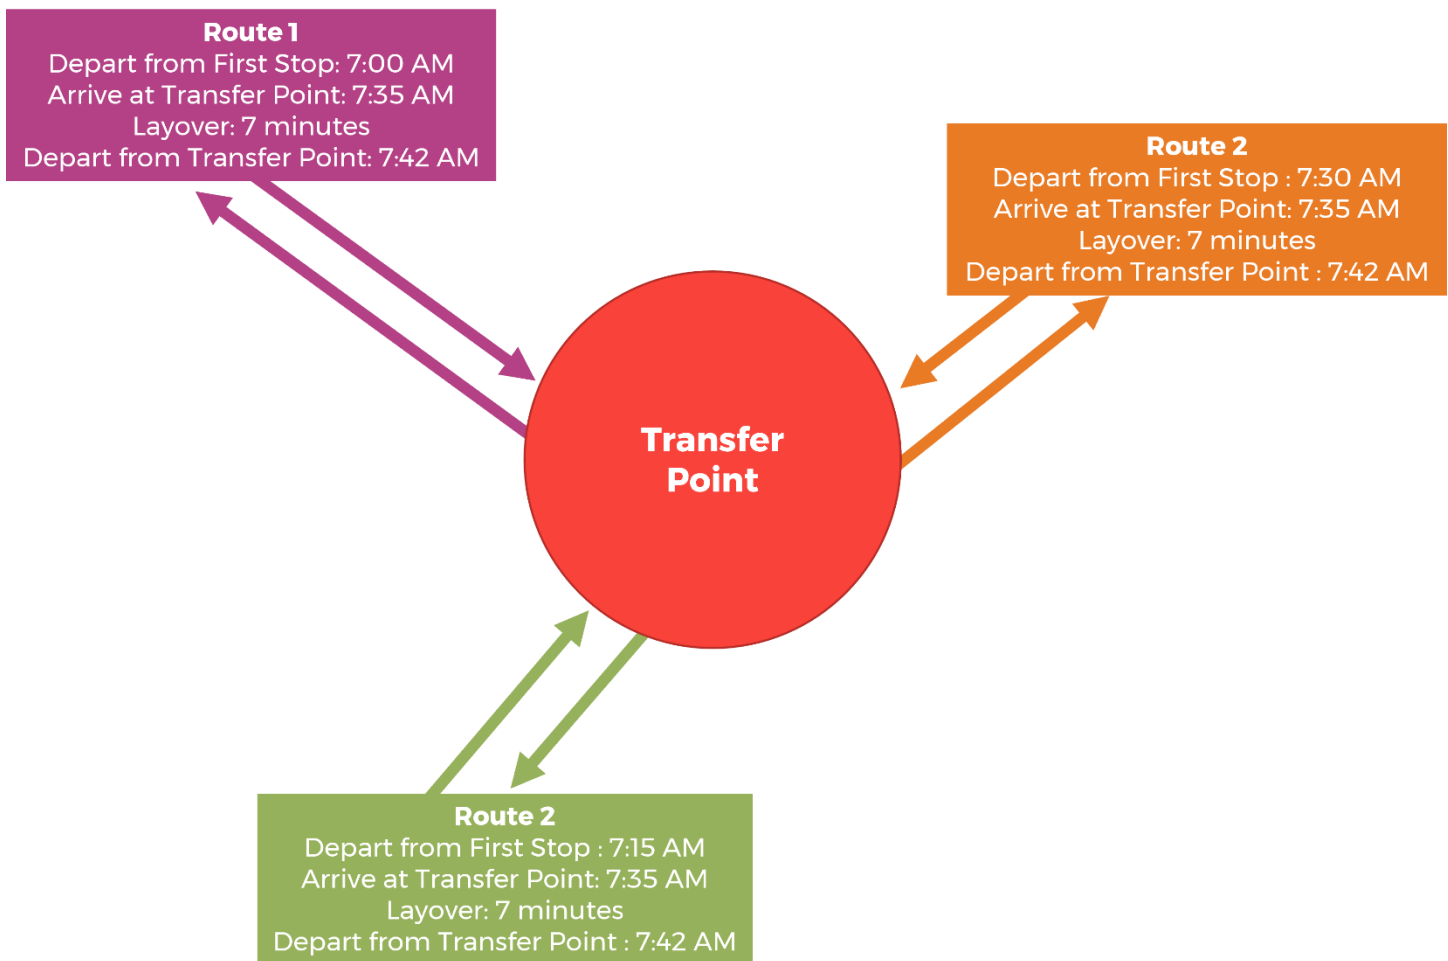 Route 1
Depart from First Stop: 7:00 AM
Arrive at Transfer Point: 7:35 AM
Layover: 7 minutes
Depart from Transfer Point: 7:42 AM
Route 2
Depart from First Stop : 7:30 AM
Arrive at Transfer Point: 7:35 AM
Layover: 7 minutes
Depart from Transfer Point : 7:42 AM
Transfer
Point
Route 2
Depart from First Stop : 7:15 AM
Arrive at Transfer Point: 7:35 AM
Layover: 7 minutes
Depart from Transfer Point : 7:42 AM